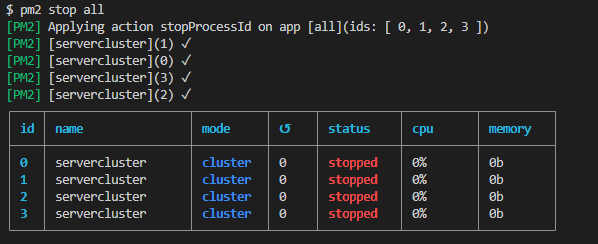 $ pm2 stop all
[PM2] Applying action stopProcessId on app [all](ids: [ 0, 1, 2, 3 ])
[PM2] [servercluster](1) ✓
[PM2] [servercluster](0) ✓
[PM2] [servercluster](3) ✓
[PM2] [servercluster](2) ✓
id name mode ↺ status cpu memory
0 servercluster cluster 0 stopped 0% 0b
1 servercluster cluster 0 stopped 0% 0b
2 servercluster cluster 0 stopped 0% 0b
3 servercluster cluster 0 stopped 0% 0b